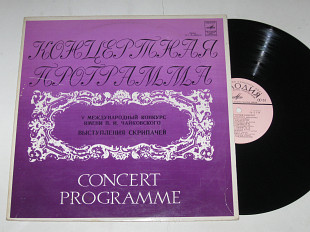 КОНЦЕРТНАЯ
ПРОГРАММА
V МЕЖДУНАРОДНЫЙ КОНКУРС
ИМЕНИ П. И. ЧАЙКОВСКОГО
ВЫСТУПЛЕНИЯ СКРИПАЧЕЙ
CONCERT
PROGRAMME